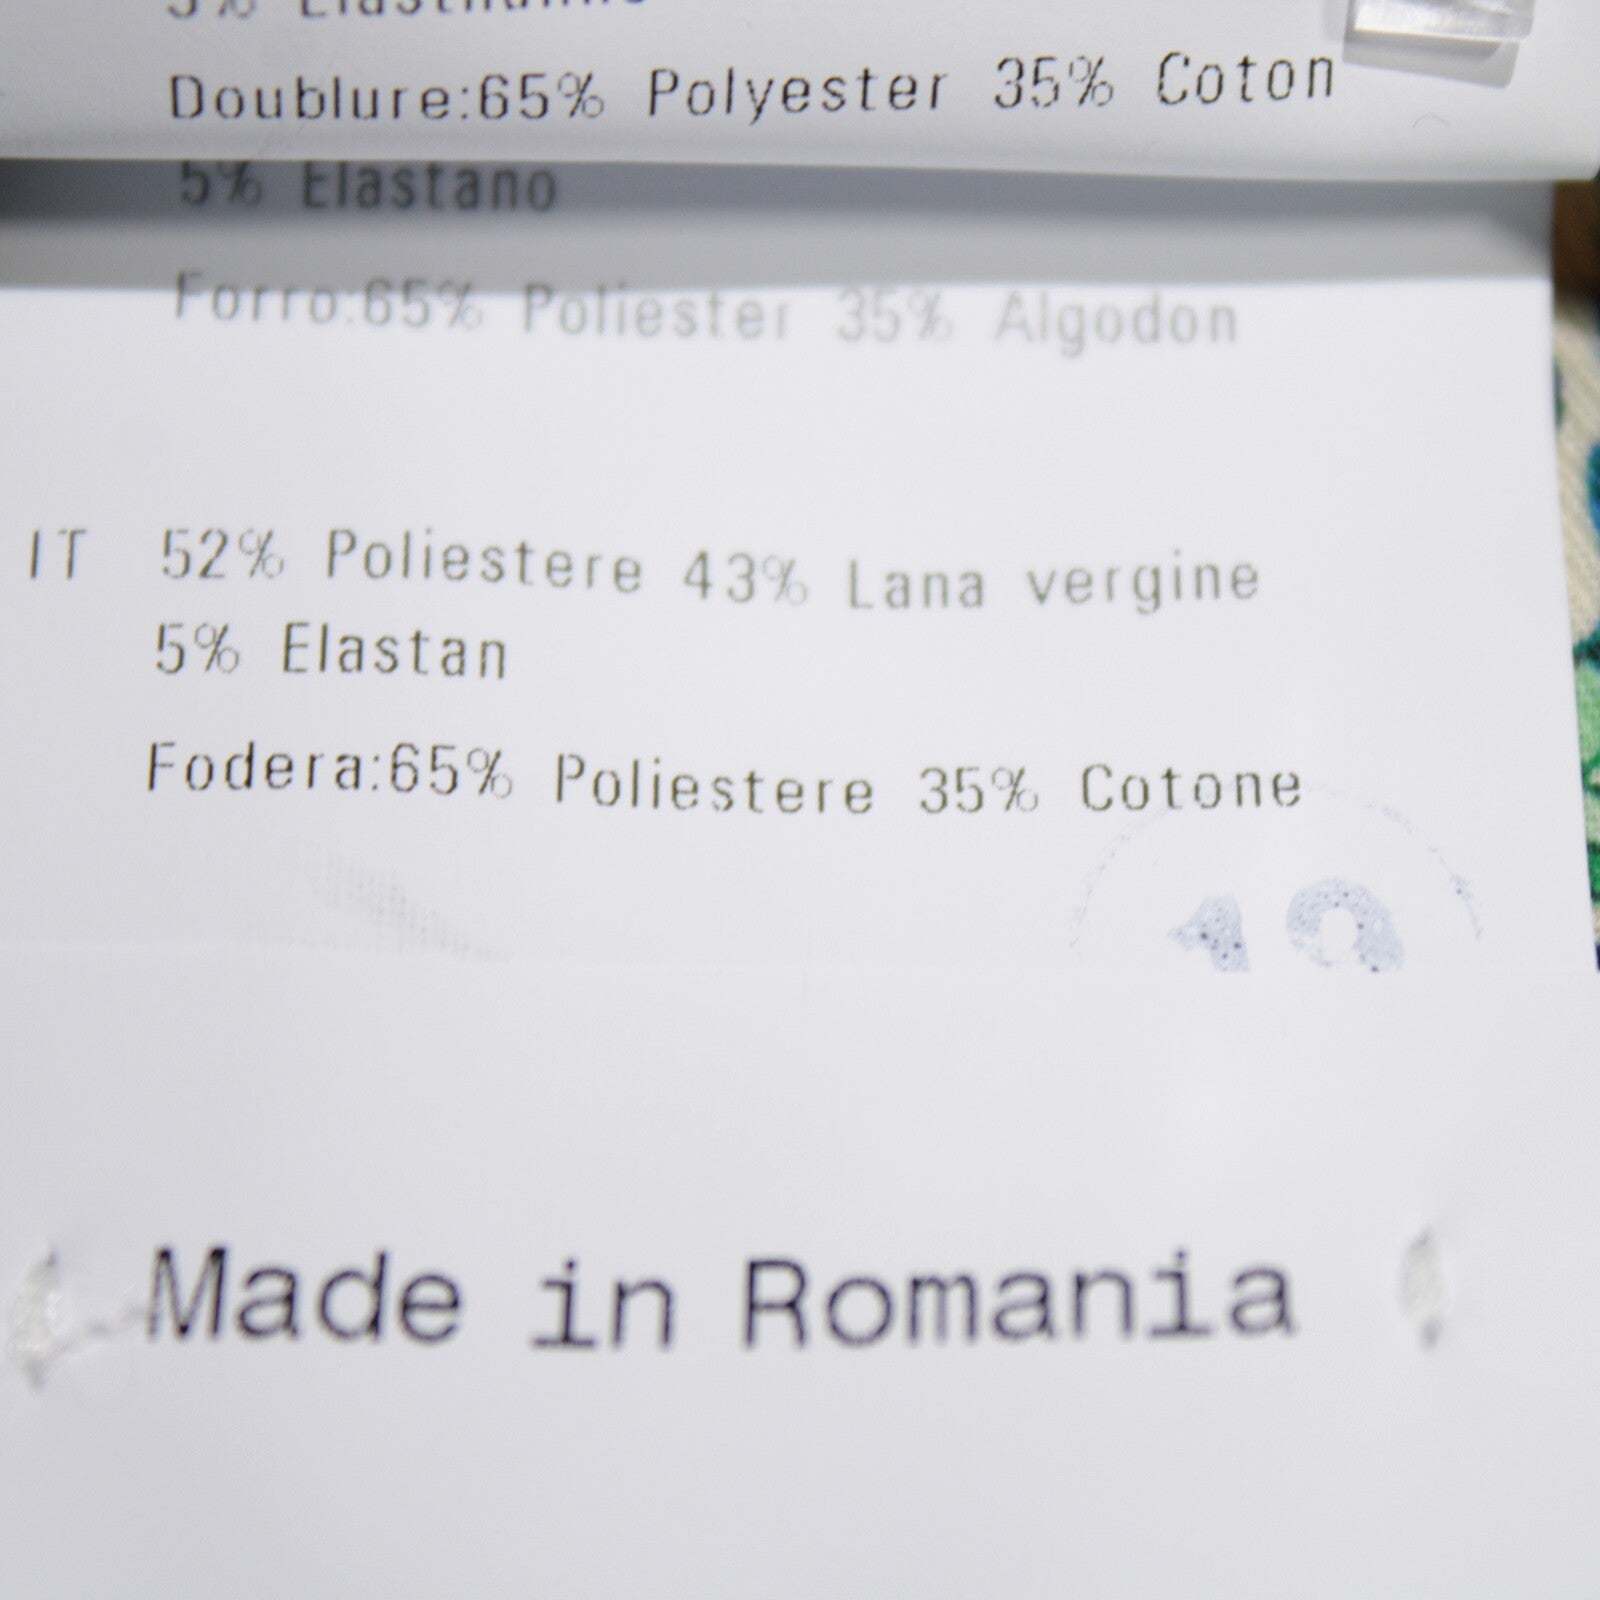 5%
Doublure:65% Polyester 35% Coton
5% Elastano
Forro:65% Poliester 35% Algodon
IT 52% Poliestere 43% Lana vergine
5% Elastan
Fodera:65% Poliestere 35% Cotone
Made in Romania